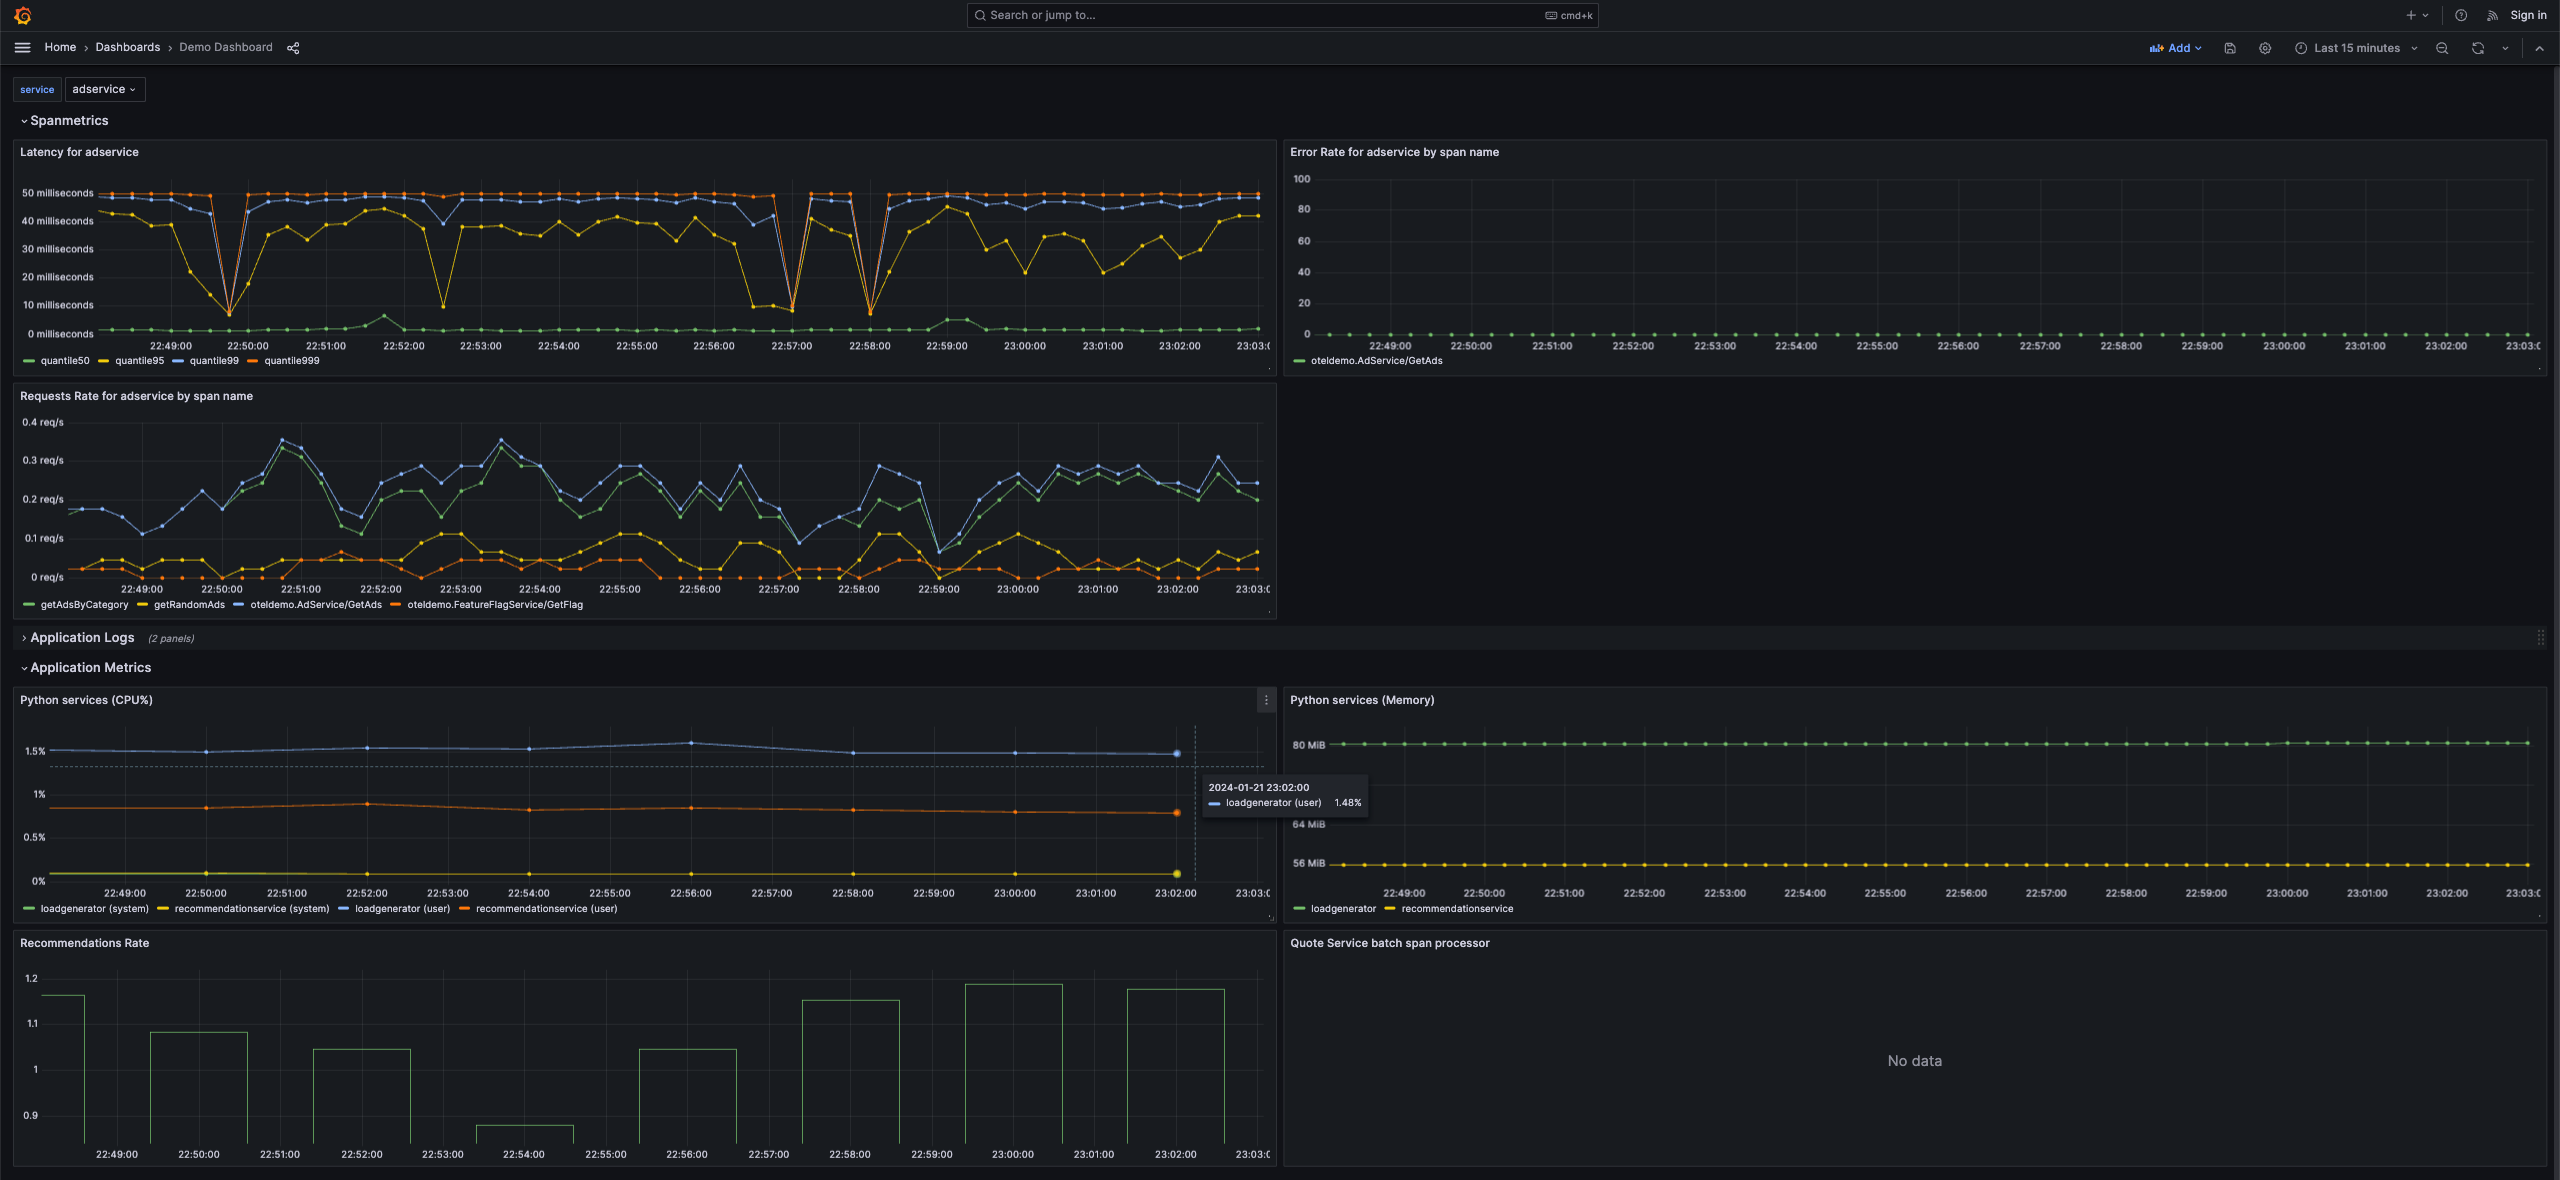 Search or jump to...
cmd+k
Sign in
Home › Dashboards › Demo Dashboard
Add
Last 15 minutes
service
adservice
Spanmetrics
Latency for adservice
50 milliseconds
40 milliseconds
30 milliseconds
20 milliseconds
10 milliseconds
0 milliseconds
22:49:00 22:50:00 22:51:00 22:52:00 22:53:00 22:54:00 22:55:00 22:56:00 22:57:00 22:58:00 22:59:00 23:00:00 23:01:00 23:02:00 23:03:0
quantile50 quantile95 quantile99 quantile999
Error Rate for adservice by span name
100
80
60
40
20
0
22:49:00 22:50:00 22:51:00 22:52:00 22:53:00 22:54:00 22:55:00 22:56:00 22:57:00 22:58:00 22:59:00 23:00:00 23:01:00 23:02:00 23:03:0
oteldemo.AdService/GetAds
Requests Rate for adservice by span name
0.4 req/s
0.3 req/s
0.2 req/s
0.1 req/s
0 req/s
22:49:00 22:50:00 22:51:00 22:52:00 22:53:00 22:54:00 22:55:00 22:56:00 22:57:00 22:58:00 22:59:00 23:00:00 23:01:00 23:02:00 23:03:0
getAdsByCategory getRandomAds oteldemo.AdService/GetAds oteldemo.FeatureFlagService/GetFlag
Application Logs (2 panels)
Application Metrics
Python services (CPU%)
1.5%
1%
0.5%
0%
22:49:00 22:50:00 22:51:00 22:52:00 22:53:00 22:54:00 22:55:00 22:56:00 22:57:00 22:58:00 22:59:00 23:00:00 23:01:00 23:02:00 23:03:0
loadgenerator (system) recommendationservice (system) loadgenerator (user) recommendationservice (user)
2024-01-21 23:02:00
loadgenerator (user) 1.48%
Python services (Memory)
80 MiB
64 MiB
56 MiB
22:49:00 22:50:00 22:51:00 22:52:00 22:53:00 22:54:00 22:55:00 22:56:00 22:57:00 22:58:00 22:59:00 23:00:00 23:01:00 23:02:00 23:03:0
loadgenerator recommendationservice
Recommendations Rate
1.2
1.1
1
0.9
22:49:00 22:50:00 22:51:00 22:52:00 22:53:00 22:54:00 22:55:00 22:56:00 22:57:00 22:58:00 22:59:00 23:00:00 23:01:00 23:02:00 23:03:0
Quote Service batch span processor
No data